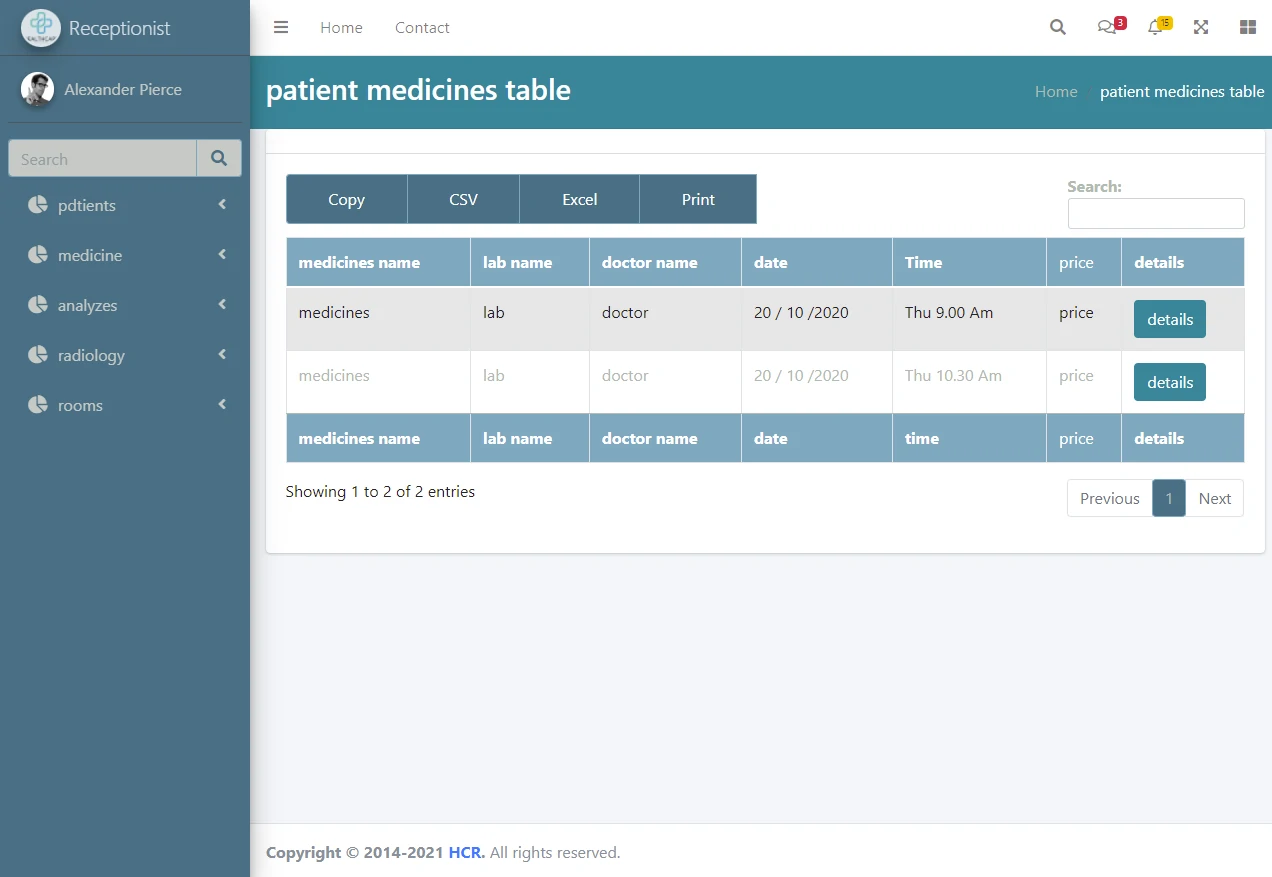 Receptionist
Home Contact 3 15
Alexander Pierce
patient medicines table
Home patient medicines table
Search
pdtients
medicine
analyzes
radiology
rooms
Copy CSV Excel Print
Search:
medicines name lab name doctor name date Time price details
medicines lab doctor 20 / 10 /2020 Thu 9.00 Am price details
medicines lab doctor 20 / 10 /2020 Thu 10.30 Am price details
medicines name lab name doctor name date time price details
Showing 1 to 2 of 2 entries
Previous 1 Next
Copyright © 2014-2021 HCR. All rights reserved.